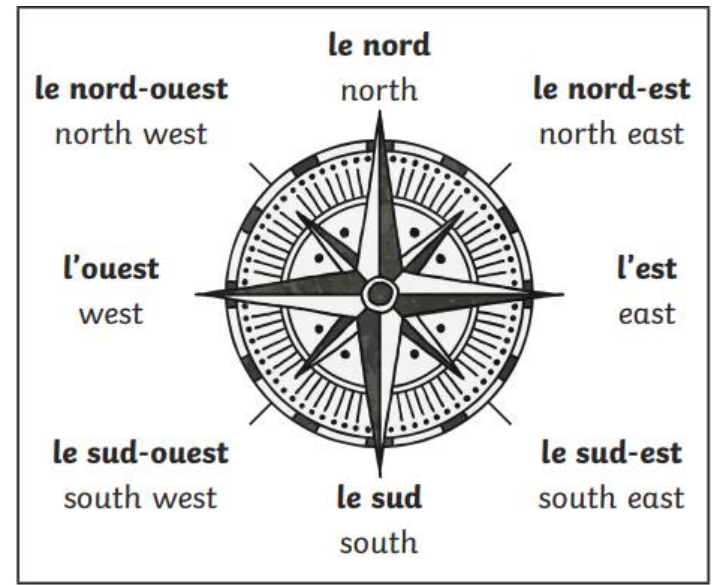 le nord
north
le nord-ouest
north west
le nord-est
north east
l’ouest
west
l’est
east
le sud-ouest
south west
le sud-est
south east
le sud
south